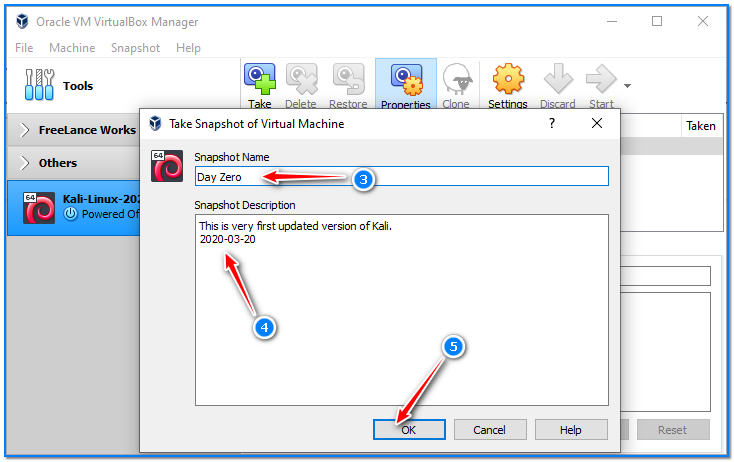 Oracle VM VirtualBox Manager
File Machine Snapshot Help
Tools
Take Delete Restore Properties Clone Settings Discard Start
FreeLance Works
Others
64
Kali-Linux-202
Powered Of
Taken
Take Snapshot of Virtual Machine ?
64
Snapshot Name
Day Zero
3
Snapshot Description
This is very first updated version of Kali.
2020-03-20
4
5
OK Cancel Help
Reset